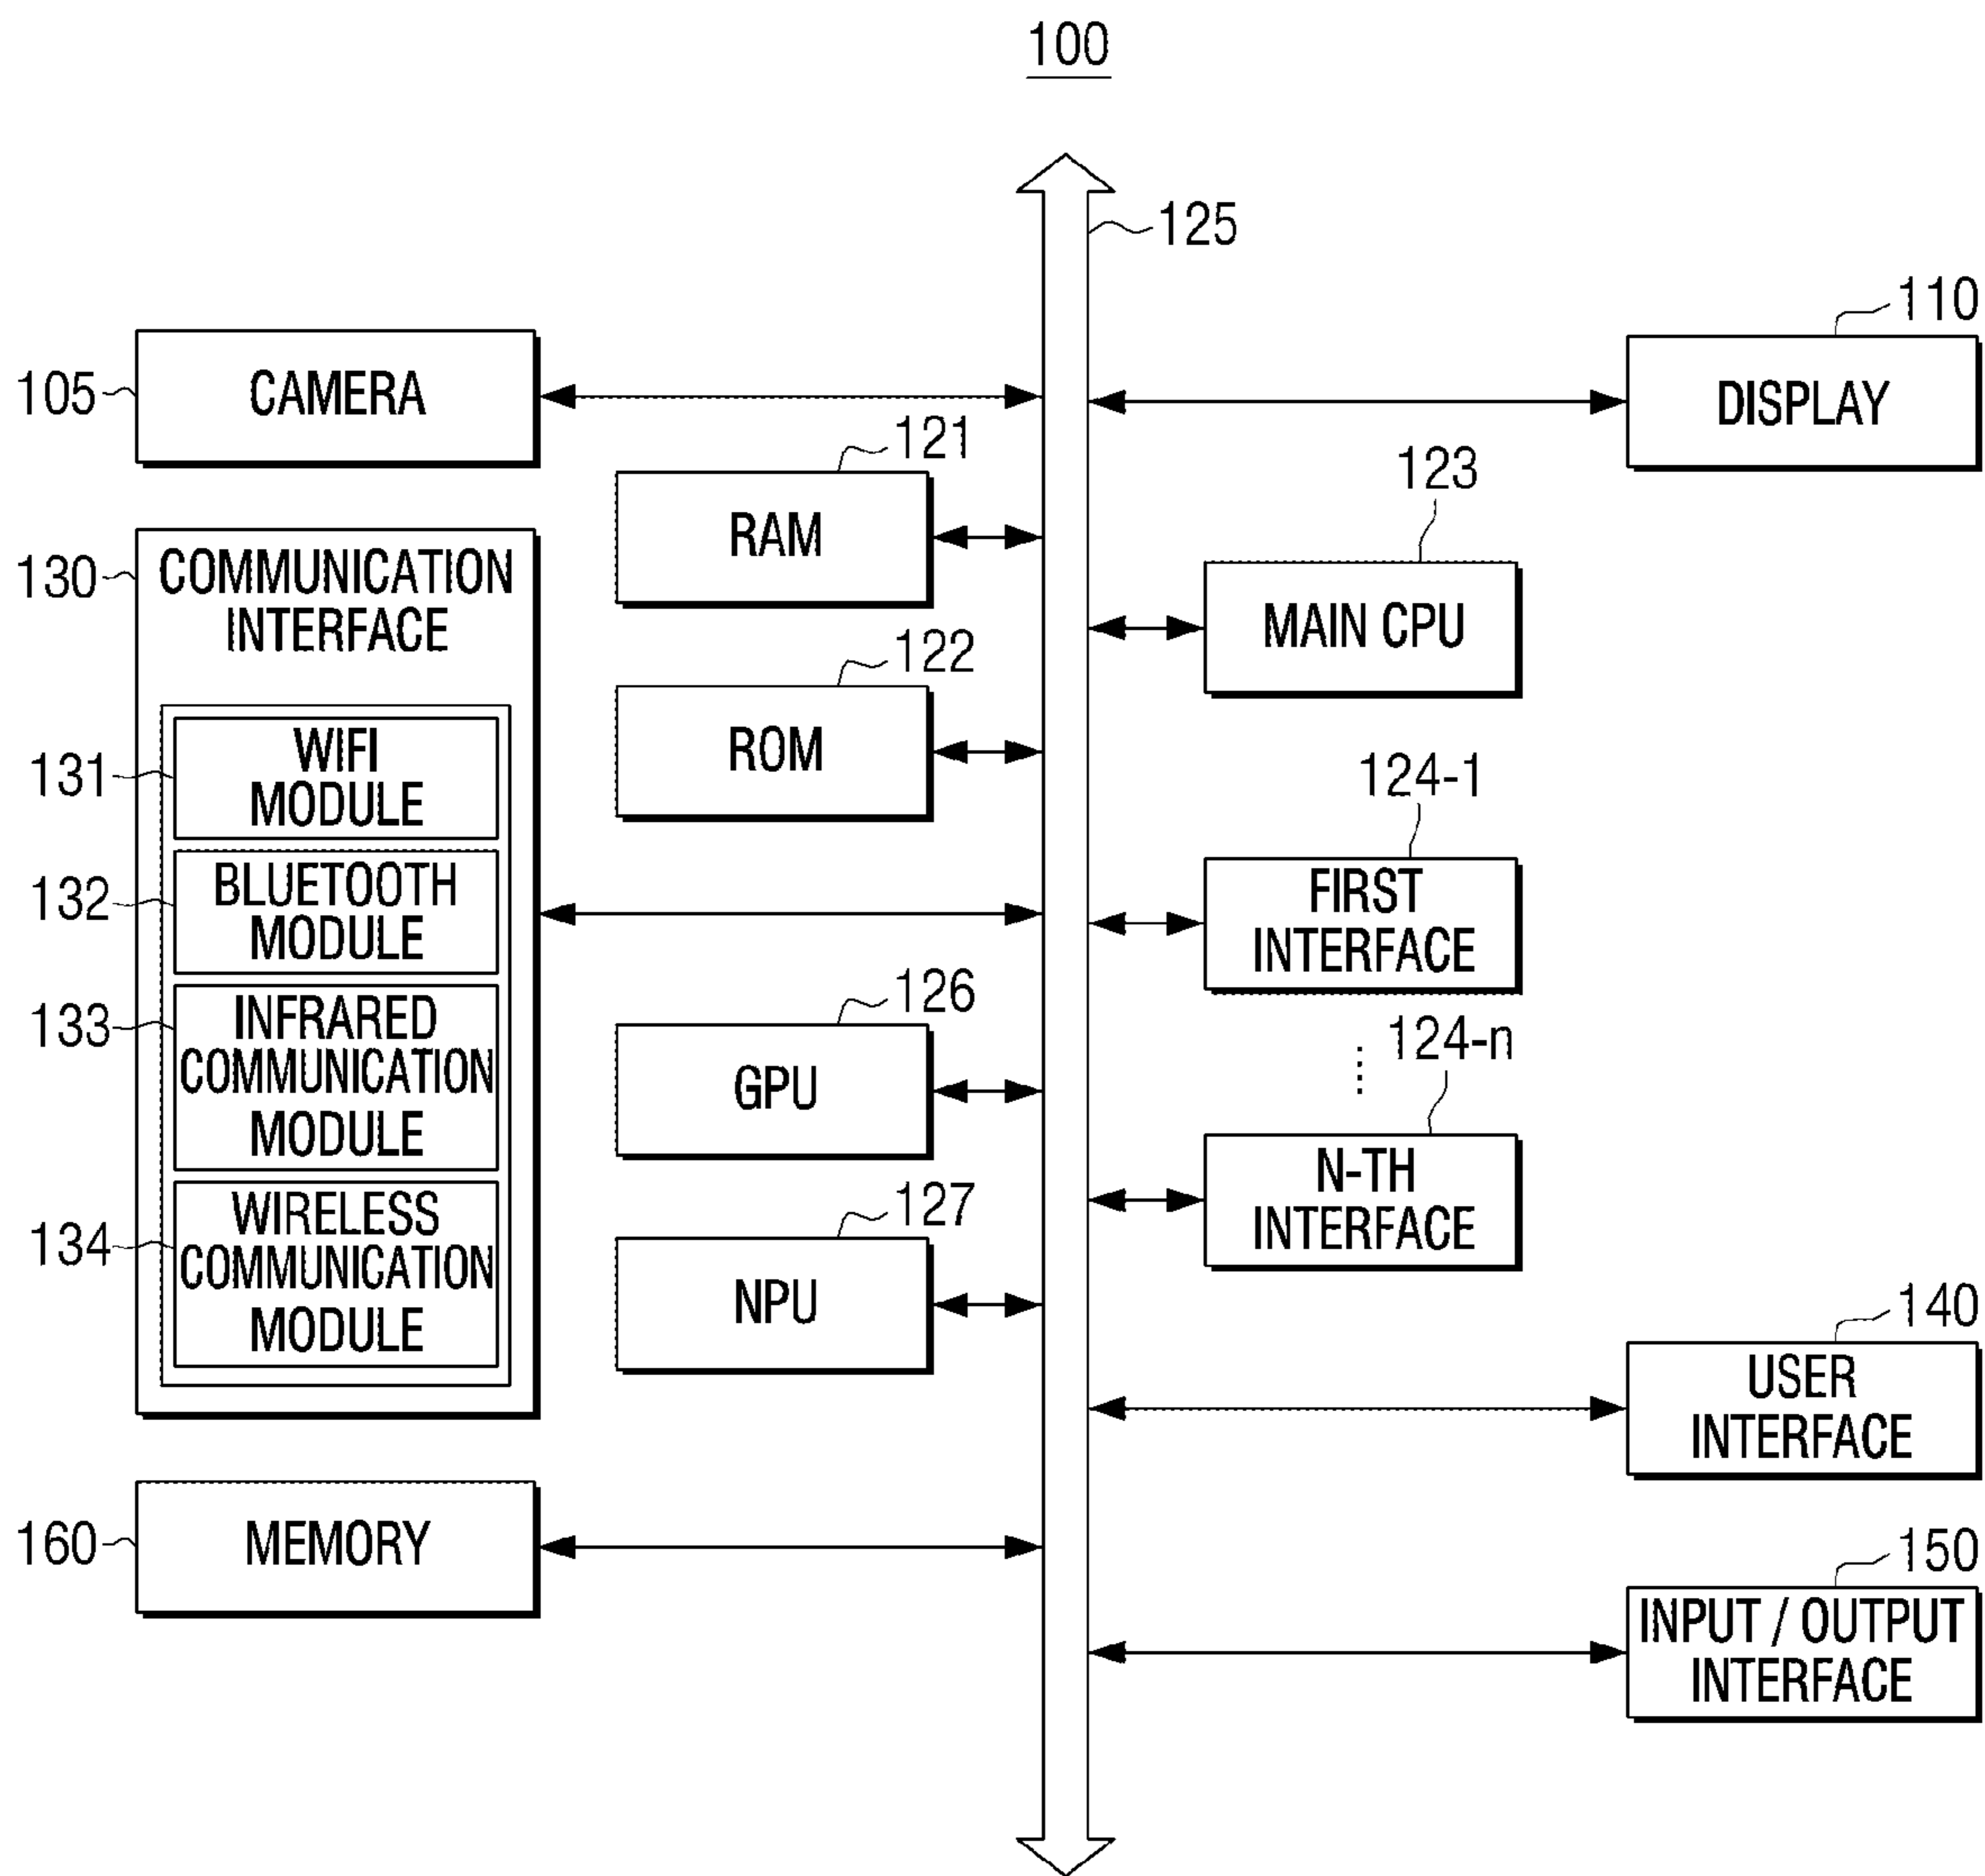 100
125
110
105
CAMERA
DISPLAY
121
RAM
123
MAIN CPU
130
COMMUNICATION
INTERFACE
122
ROM
131
WIFI
MODULE
124-1
FIRST
INTERFACE
132
BLUETOOTH
MODULE
133
INFRARED
COMMUNICATION
MODULE
126
GPU
124-n
N-TH
INTERFACE
134
WIRELESS
COMMUNICATION
MODULE
127
NPU
140
USER
INTERFACE
160
MEMORY
150
INPUT / OUTPUT
INTERFACE